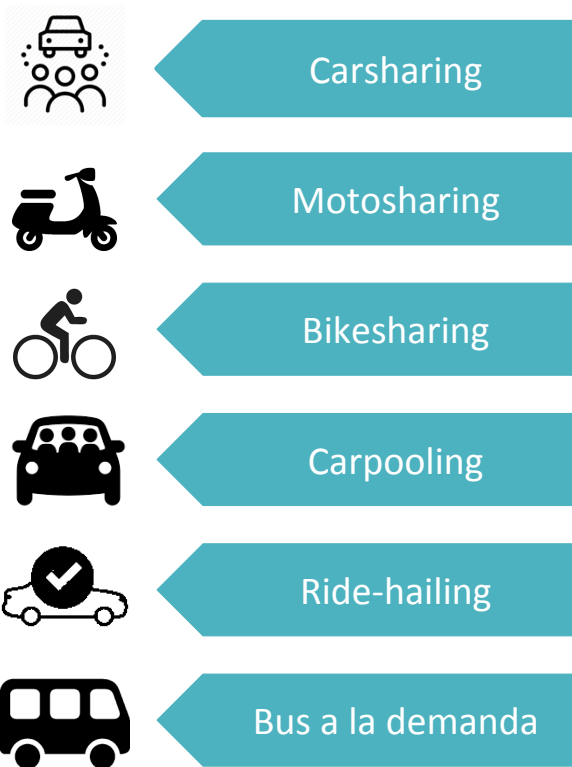 Carsharing
Motosharing
Bikesharing
Carpooling
Ride-hailing
Bus a la demanda